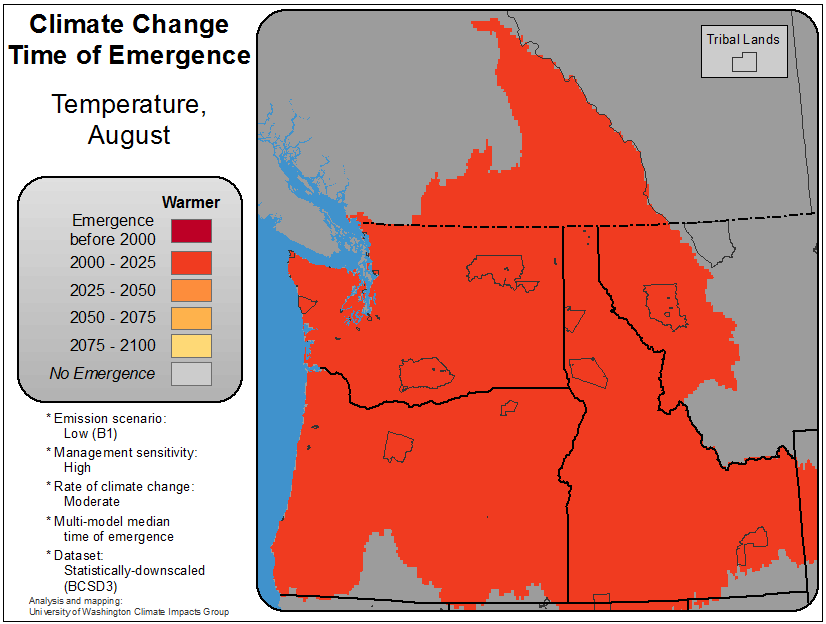 Climate Change
Time of Emergence
Temperature,
August
Warmer
Emergence
before 2000
2000 - 2025
2025 - 2050
2050 - 2075
2075 - 2100
No Emergence
* Emission scenario:
Low (B1)
* Management sensitivity:
High
* Rate of climate change:
Moderate
* Multi-model median
time of emergence
* Dataset:
Statistically-downscaled
(BCSD3)
Analysis and mapping:
University of Washington Climate Impacts Group
Tribal Lands